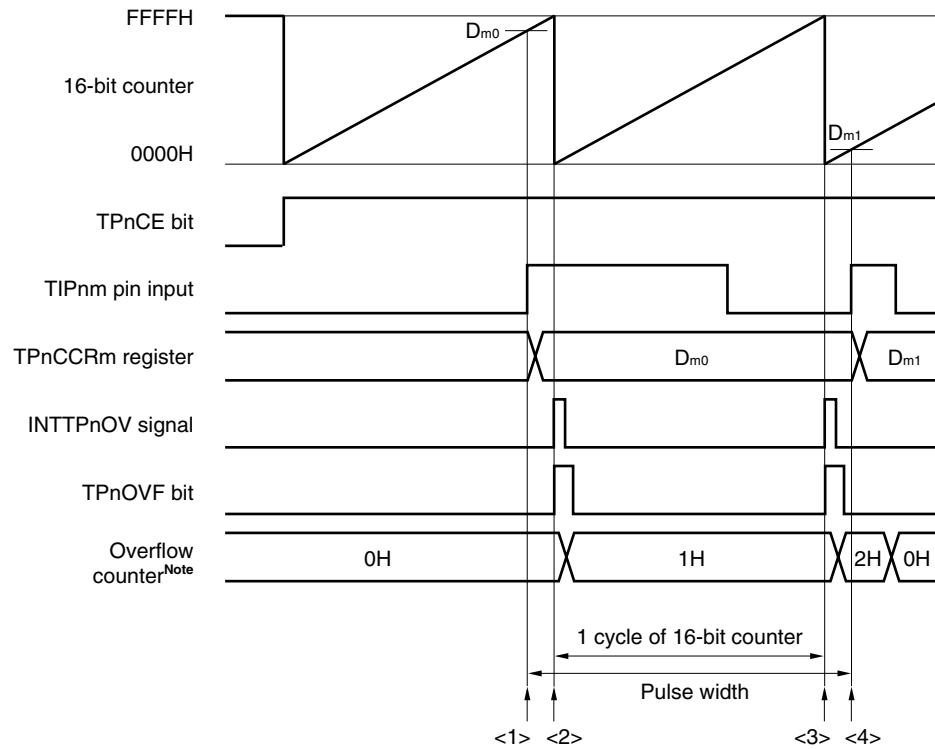 FFFFH
Dm0
16-bit counter
0000H
Dm1
TPnCE bit
TIPnm pin input
TPnCCRm register
Dm0
Dm1
INTTPnOV signal
TPnOVF bit
Overflow
counterNote
0H
1H
2H
0H
1 cycle of 16-bit counter
Pulse width
<1> <2> <3> <4>